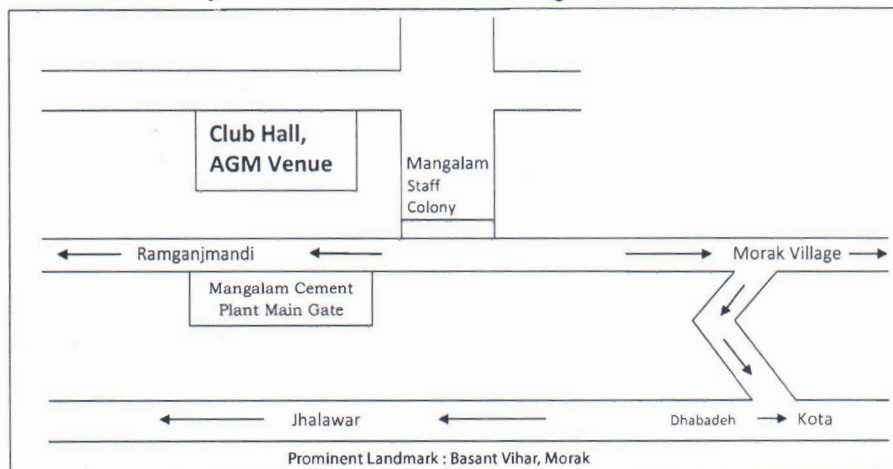 Club Hall,
AGM Venue
Mangalam
Staff
Colony
Ramganjmandi
Morak Village
Mangalam Cement
Plant Main Gate
Jhalawar
Dhabadeh
Kota
Prominent Landmark : Basant Vihar, Morak